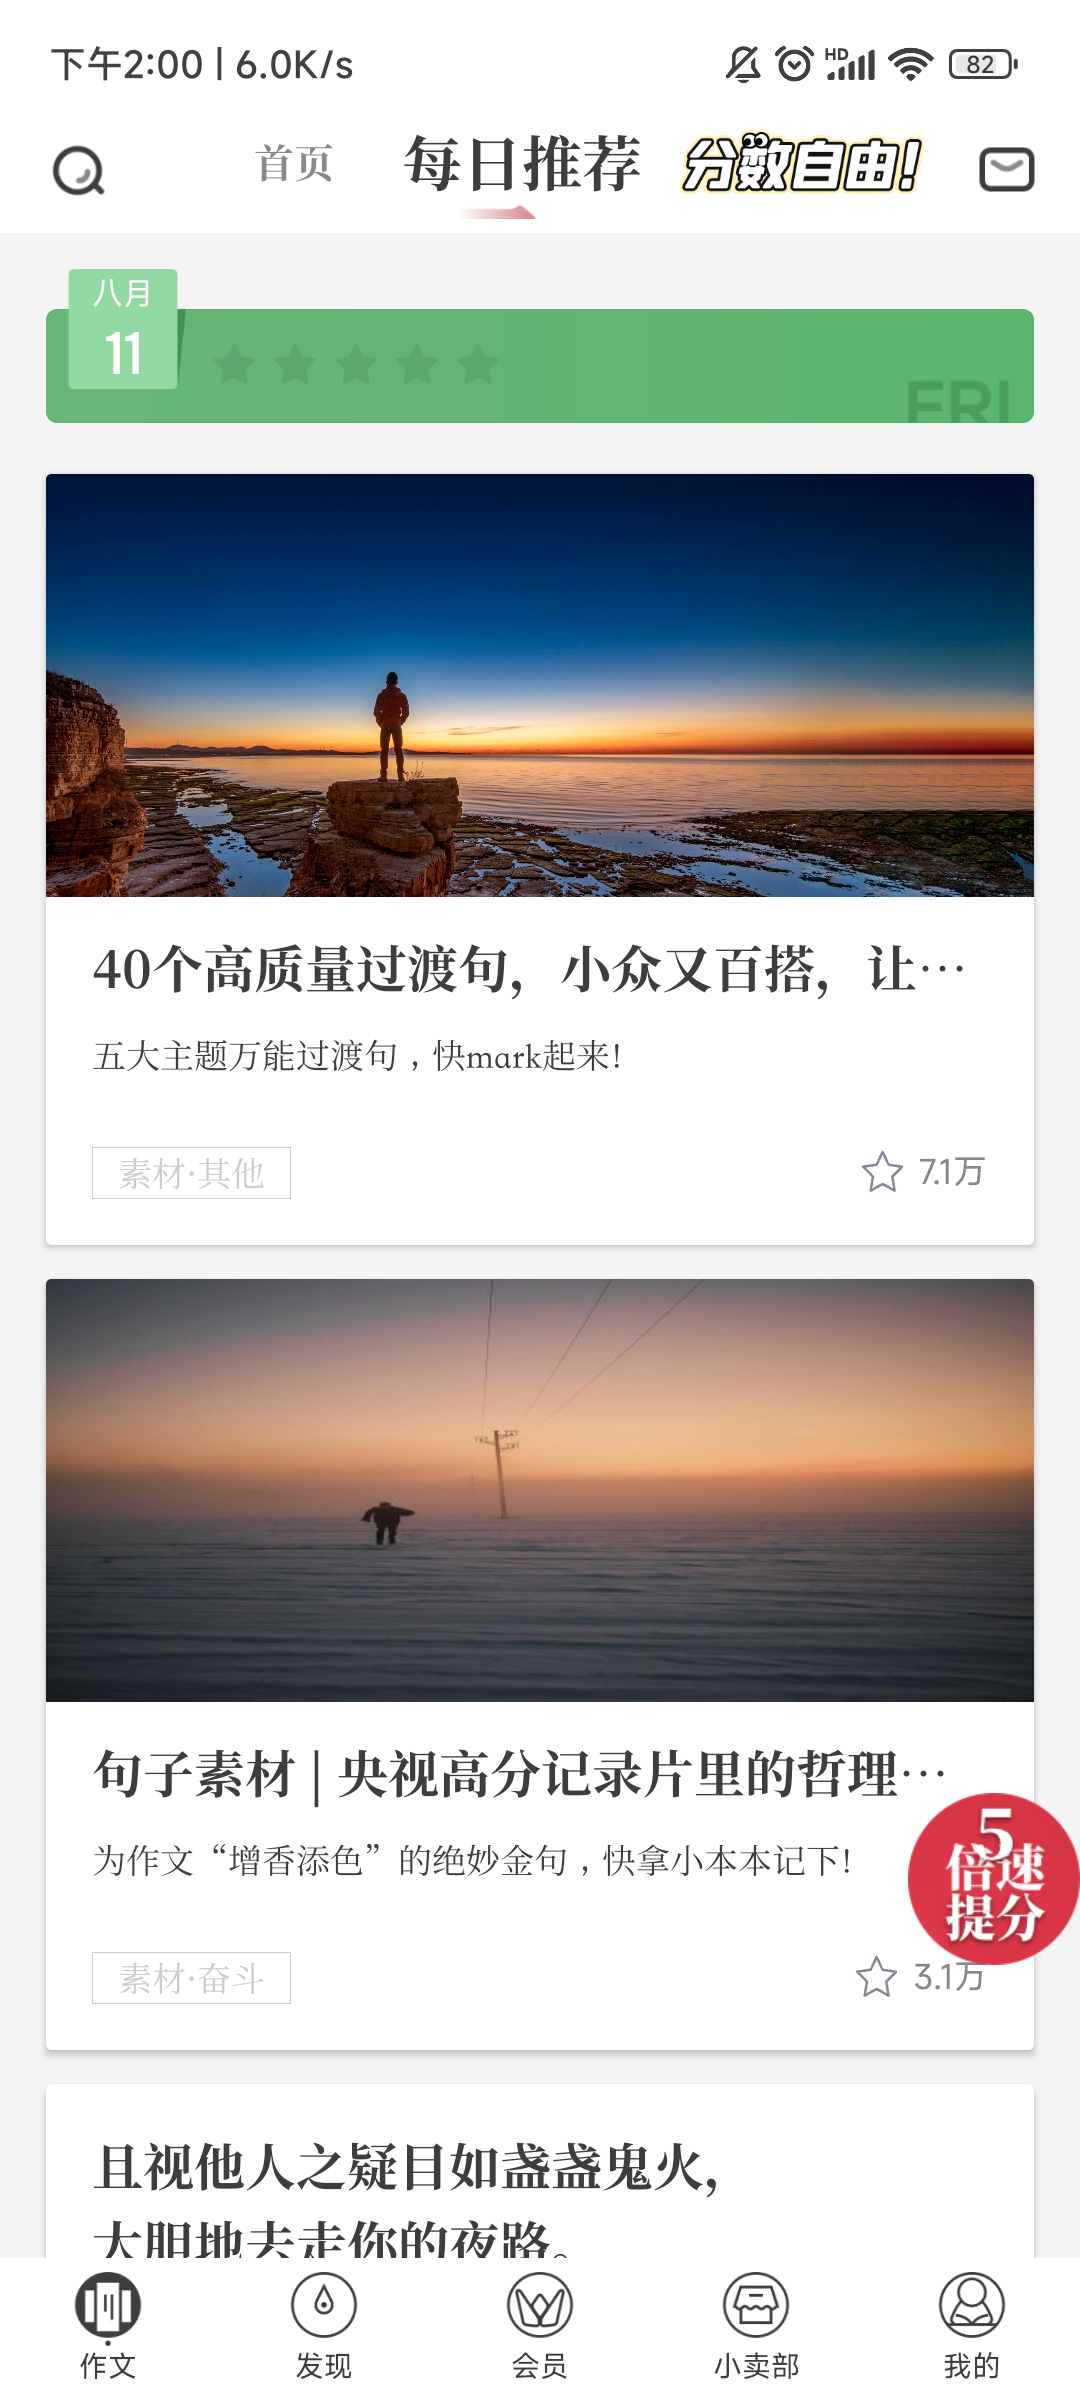 下午2:00 | 6.0K/s
HD
82
首页
每日推荐
分数自由!
八月
11
FRI
40个高质量过渡句，小众又百搭，让…
五大主题万能过渡句，快mark起来！
素材·其他
7.1万
句子素材 | 央视高分记录片里的哲理…
为作文“增香添色”的绝妙金句，快拿小本本记下！
5
倍速
提分
素材·奋斗
3.1万
且视他人之疑目如盏盏鬼火，
大胆地去走你的夜路。
作文
发现
会员
小卖部
我的